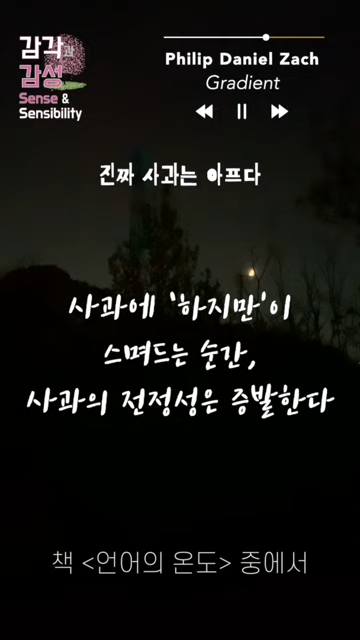 감각과
감성
Sense &
Sensibility
Philip Daniel Zach
Gradient
진짜 사과는 아프다
사과에 '하지만'이
스며드는 순간,
사과의 전정성은 증발한다
책 <언어의 온도> 중에서